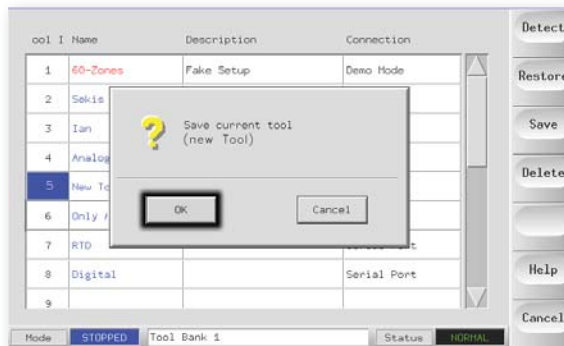 ool I Name Description Connection Detect
1 60-Zones Fake Setup Demo Mode
Restore
2 Sekis
3 Ian Save current tool Save
(new Tool)
4 Analog
Delete
5 New To
6 Only OK Cancel
7 RTD
8 Digital Serial Port Help
9
Cancel
Mode STOPPED Tool Bank 1 Status NORMAL